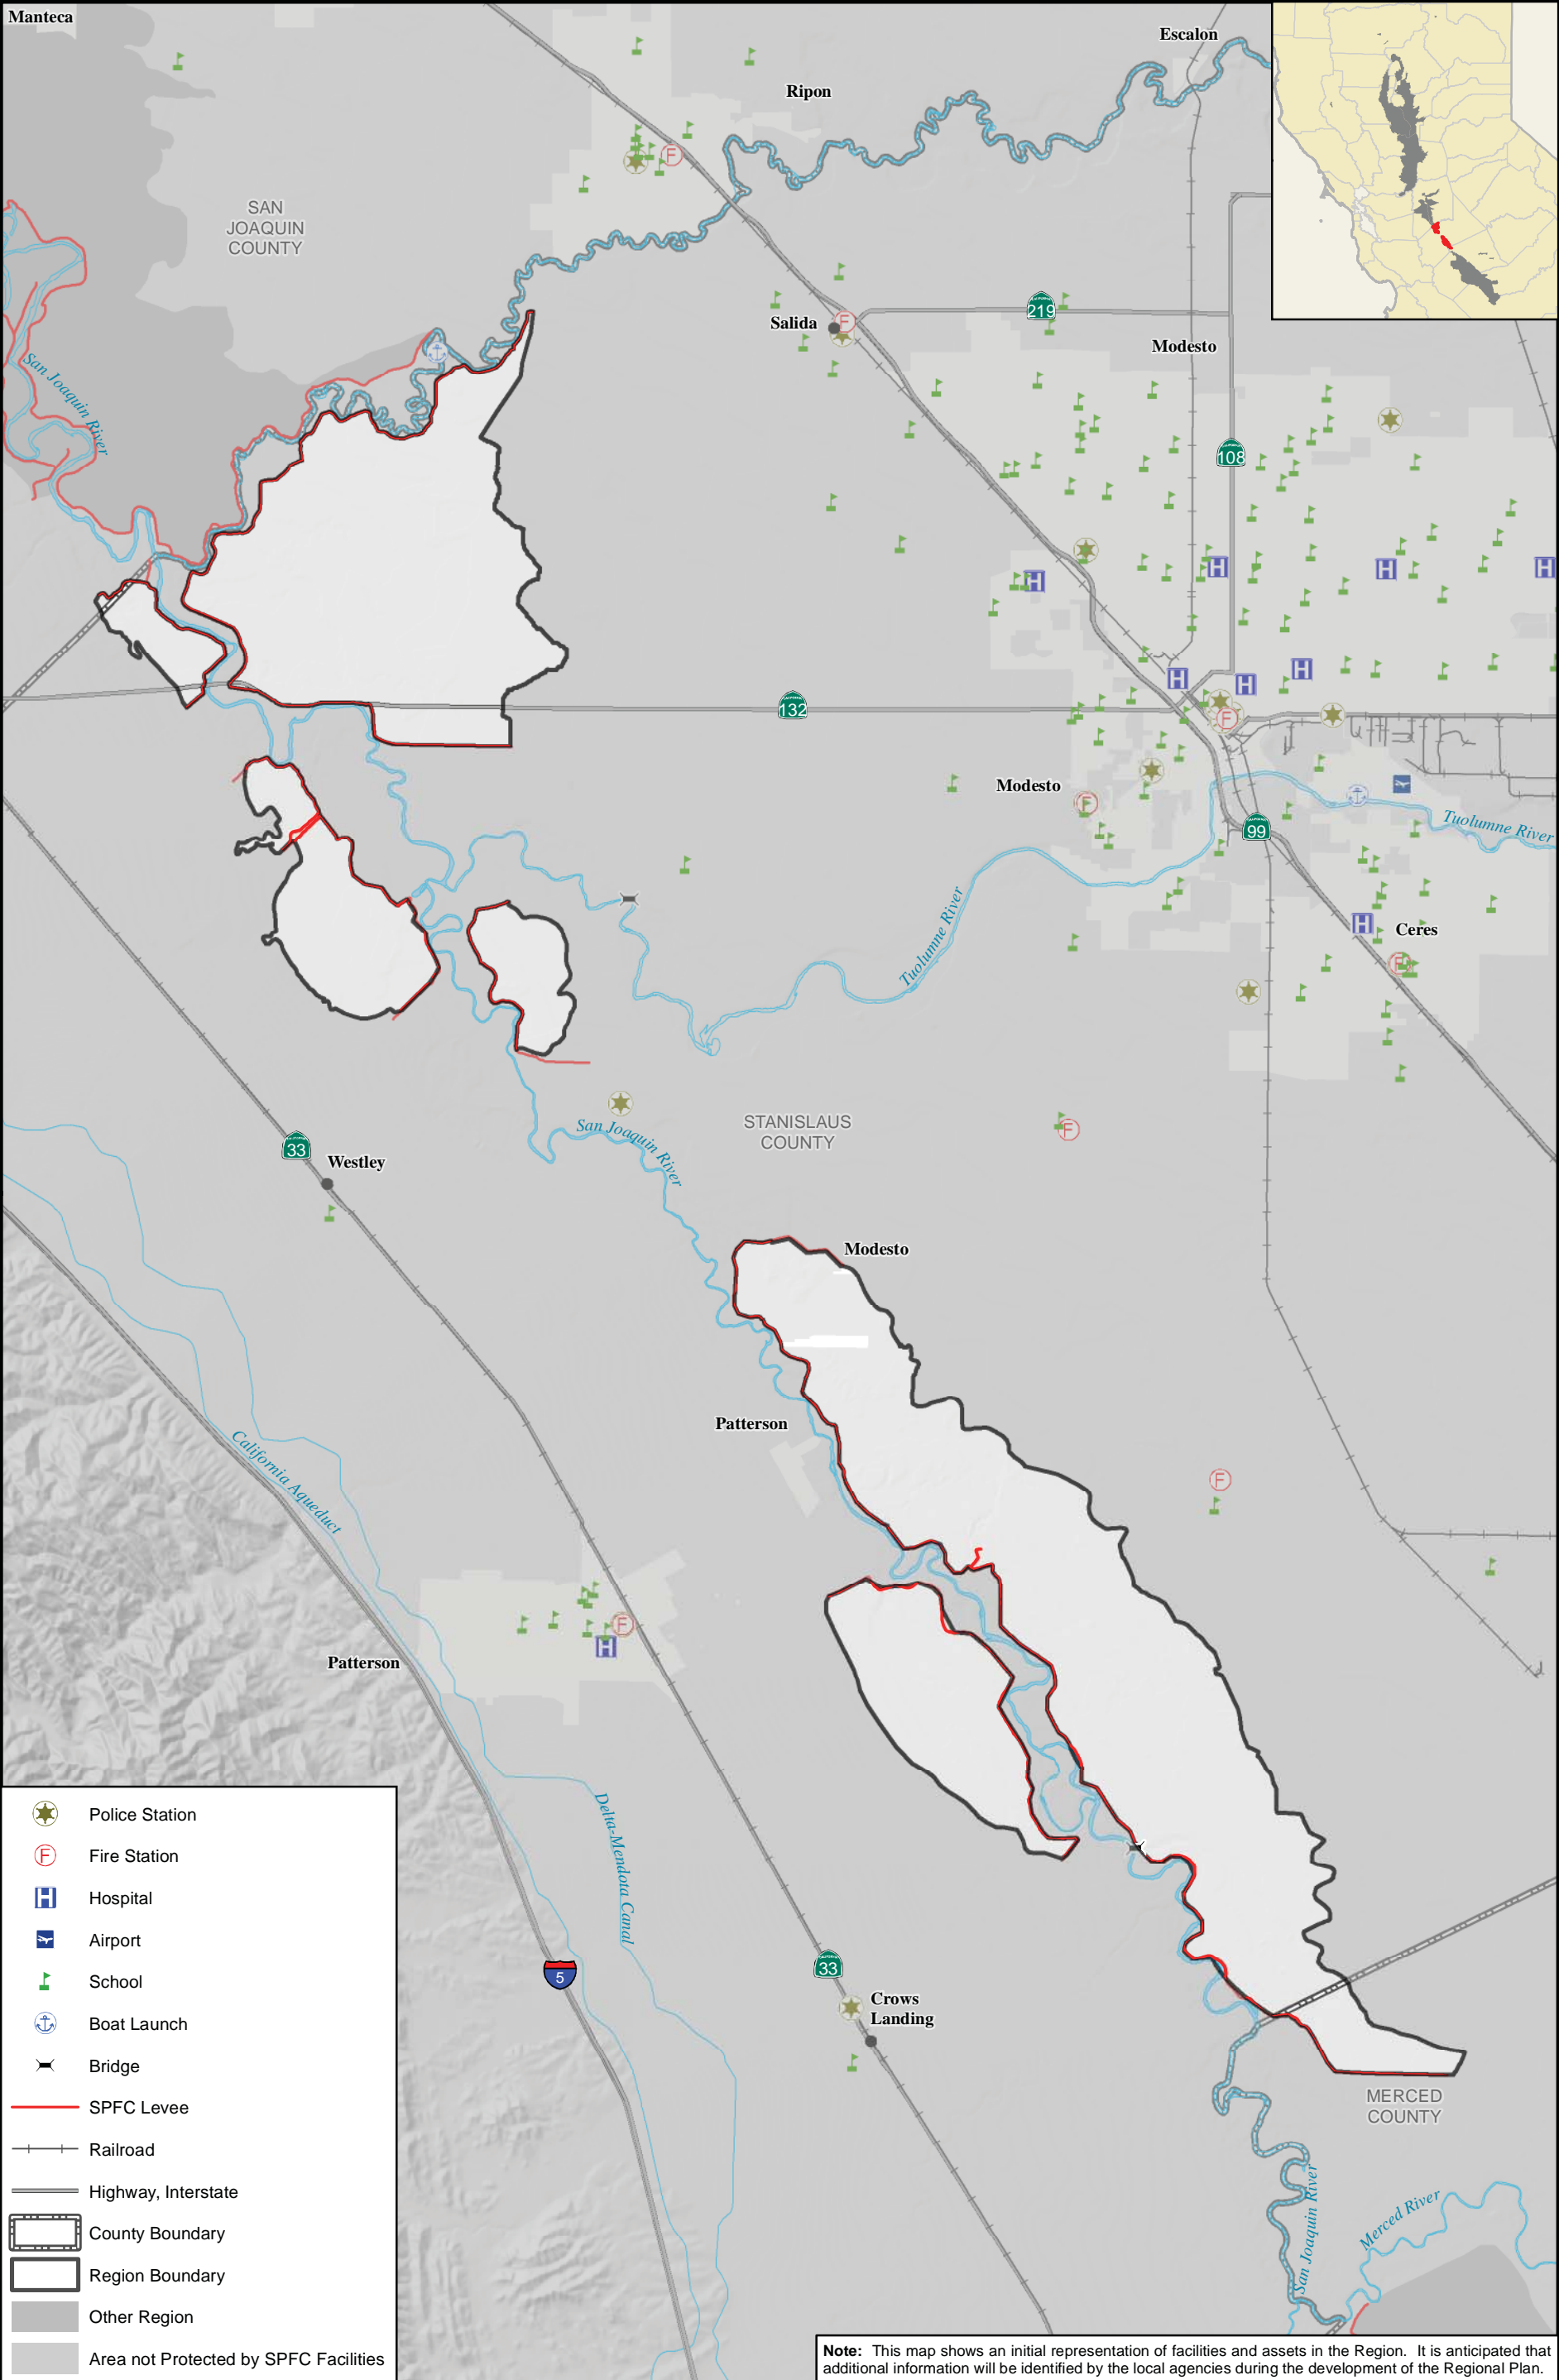 Manteca
Escalon
Ripon
SAN
JOAQUIN
COUNTY
Salida
219
Modesto
San Joaquin River
108
132
Modesto
99
Tuolumne River
Ceres
Tuolumne River
STANISLAUS
COUNTY
San Joaquin River
33
Westley
Modesto
Patterson
California Aqueduct
Patterson
Delta-Mendota Canal
5
33
Crows
Landing
MERCED
COUNTY
San Joaquin River
Merced River
F
F
F
F
F
F
F
F
F
H
H
H
H
H
H
H
H
H
Police Station
F Fire Station
H Hospital
Airport
School
Boat Launch
Bridge
SPFC Levee
Railroad
Highway, Interstate
County Boundary
Region Boundary
Other Region
Area not Protected by SPFC Facilities
Note: This map shows an initial representation of facilities and assets in the Region. It is anticipated that
additional information will be identified by the local agencies during the development of the Regional Plan.